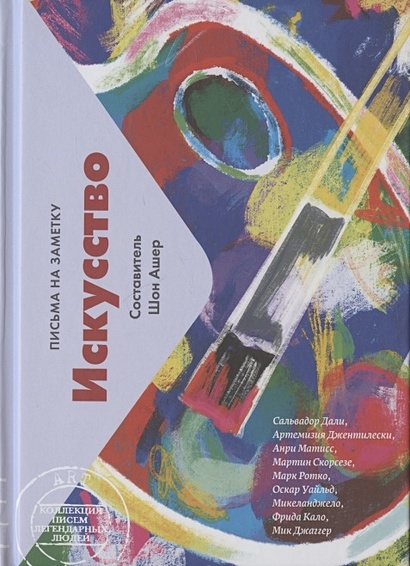 ПИСЬМА НА ЗАМЕТКУ
Искусство
Составитель
Шон Ашер
Сальвадор Дали,
Артемизия Джентилески,
Анри Матисс,
Мартин Скорсезе,
Марк Ротко,
Оскар Уайльд,
Микеланджело,
Фрида Кало,
Мик Джаггер
ART
КОЛЛЕКЦИЯ
ПИСЕМ
ЛЕГЕНДАРНЫХ
ЛЮДЕЙ